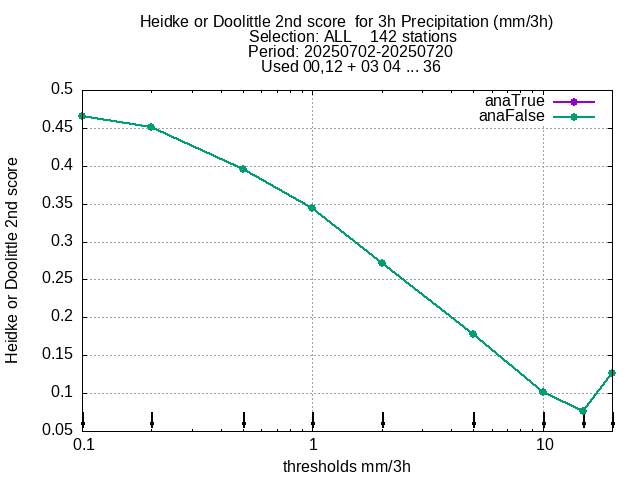 Heidke or Doolittle 2nd score  for 3h Precipitation (mm/3h)
Selection: ALL    142 stations
Period: 20250702-20250720
Used 00,12 + 03 04 ... 36
anaTrue
anaFalse
Heidke or Doolittle 2nd score
0.5
0.45
0.4
0.35
0.3
0.25
0.2
0.15
0.1
0.05
0.1 1 10
thresholds mm/3h